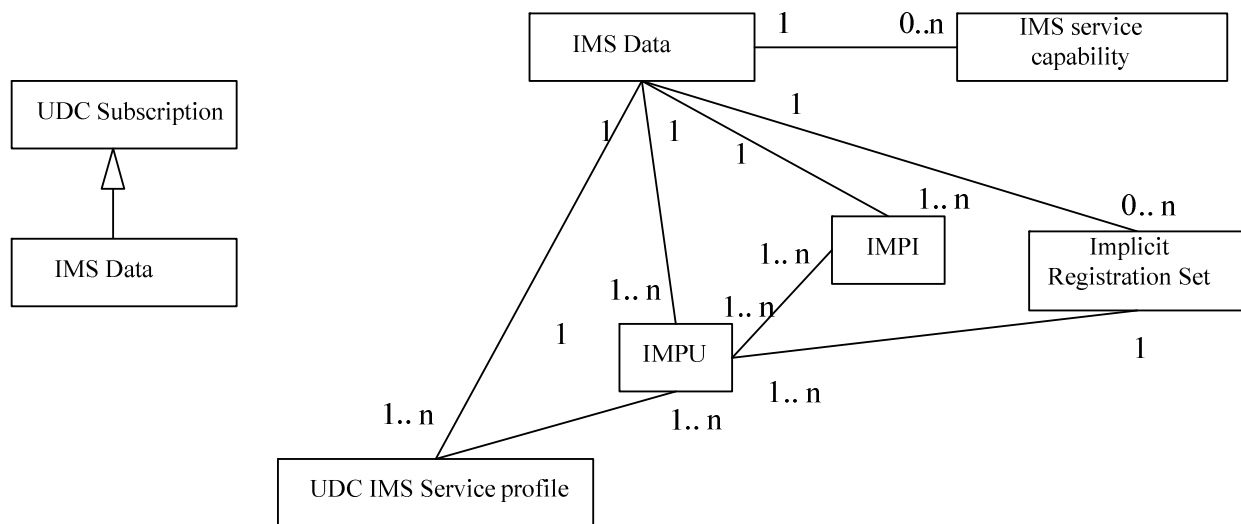 IMS Data
1
0..n
IMS service
capability
UDC Subscription
IMS Data
1
1
1
1
1.. n
0.. n
1.. n
IMPI
Implicit
Registration Set
1.. n
1.. n
IMPU
1
1
1.. n
1.. n
1.. n
UDC IMS Service profile